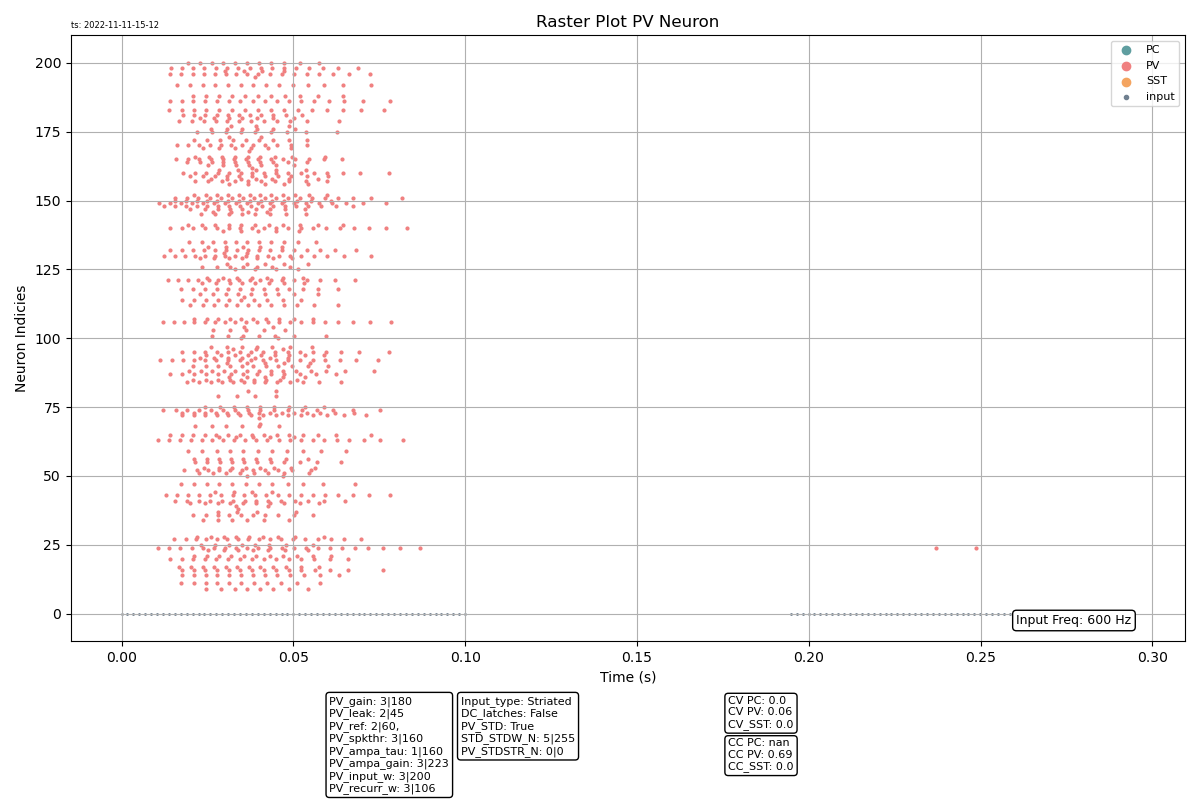 ts: 2022-11-11-15-12
Raster Plot PV Neuron
PC
PV
SST
input
Neuron Indicies
200
175
150
125
100
75
50
25
0
Input Freq: 600 Hz
0.00 0.05 0.10 0.15 0.20 0.25 0.30
Time (s)
PV_gain: 3|180
PV_leak: 2|45
PV_ref: 2|60,
PV_spkthr: 3|160
PV_ampa_tau: 1|160
PV_ampa_gain: 3|223
PV_input_w: 3|200
PV_recurr_w: 3|106
Input_type: Striated
DC_latches: False
PV_STD: True
STD_STDW_N: 5|255
PV_STDSTR_N: 0|0
CV PC: 0.0
CV PV: 0.06
CV_SST: 0.0
CC PC: nan
CC PV: 0.69
CC_SST: 0.0